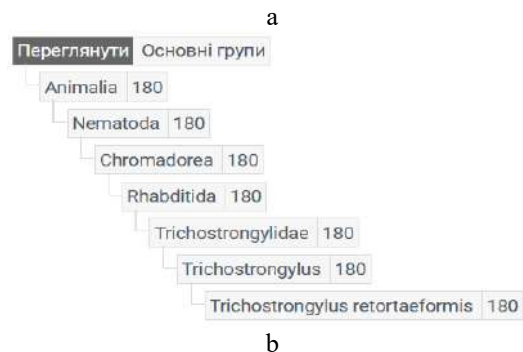 a
Переглянути Основні групи
Animalia 180
Nematoda 180
Chromadorea 180
Rhabditida 180
Trichostrongylidae 180
Trichostrongylus 180
Trichostrongylus retortaeformis 180
b